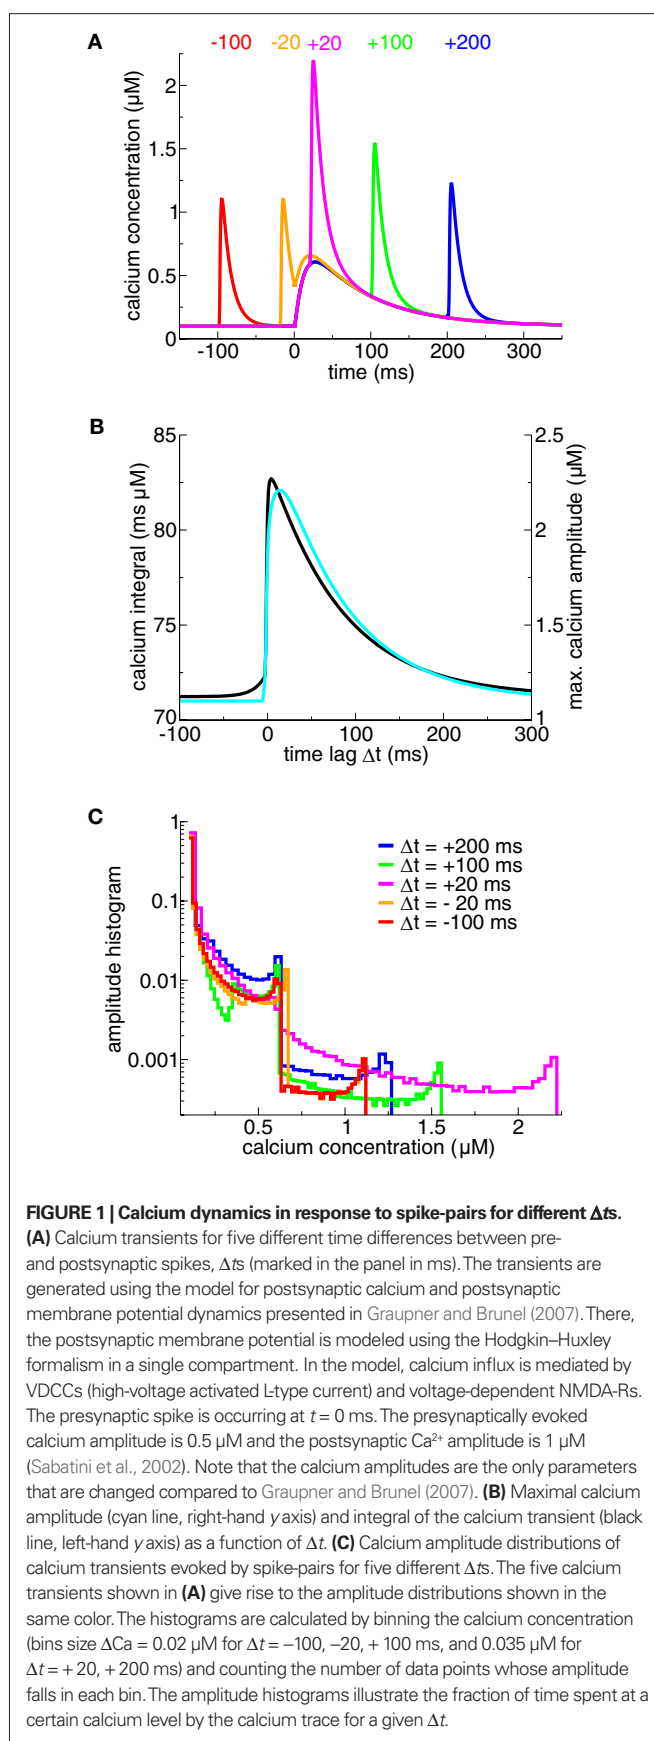 A
-100 -20 +20 +100 +200
calcium concentration (µM)
2
1.5
1
0.5
0
-100 0 100 200 300
time (ms)
B
calcium integral (ms µM)
85
80
75
70
max. calcium amplitude (µM)
2.5
2
1.5
1
-100 0 100 200 300
time lag Δt (ms)
C
amplitude histogram
1
0.1
0.01
0.001
Δt = +200 ms
Δt = +100 ms
Δt = +20 ms
Δt = - 20 ms
Δt = -100 ms
0.5 1 1.5 2
calcium concentration (µM)
FIGURE 1 | Calcium dynamics in response to spike-pairs for different Δts.
(A) Calcium transients for five different time differences between pre-
and postsynaptic spikes, Δts (marked in the panel in ms). The transients are
generated using the model for postsynaptic calcium and postsynaptic
membrane potential dynamics presented in Graupner and Brunel (2007). There,
the postsynaptic membrane potential is modeled using the Hodgkin–Huxley
formalism in a single compartment. In the model, calcium influx is mediated by
VDCCs (high-voltage activated L-type current) and voltage-dependent NMDA-Rs.
The presynaptic spike is occurring at t = 0 ms. The presynaptically evoked
calcium amplitude is 0.5 µM and the postsynaptic Ca²⁺ amplitude is 1 µM
(Sabatini et al., 2002). Note that the calcium amplitudes are the only parameters
that are changed compared to Graupner and Brunel (2007). (B) Maximal calcium
amplitude (cyan line, right-hand y axis) and integral of the calcium transient (black
line, left-hand y axis) as a function of Δt. (C) Calcium amplitude distributions of
calcium transients evoked by spike-pairs for five different Δts. The five calcium
transients shown in (A) give rise to the amplitude distributions shown in the
same color. The histograms are calculated by binning the calcium concentration
(bins size ΔCa = 0.02 µM for Δt = –100, –20, + 100 ms, and 0.035 µM for
Δt = + 20, + 200 ms) and counting the number of data points whose amplitude
falls in each bin. The amplitude histograms illustrate the fraction of time spent at a
certain calcium level by the calcium trace for a given Δt.